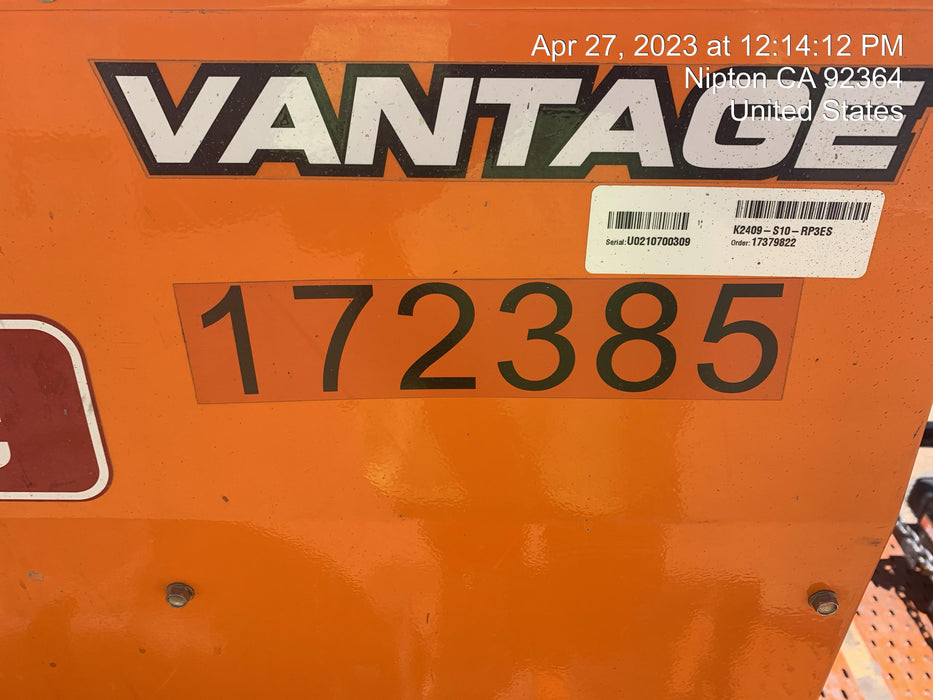 Apr 27, 2023 at 12:14:12 PM
Nipton CA 92364
United States
VANTAGE
K2409-S10-RP3ES
Serial: U0210700309
Order: 17379822
172385